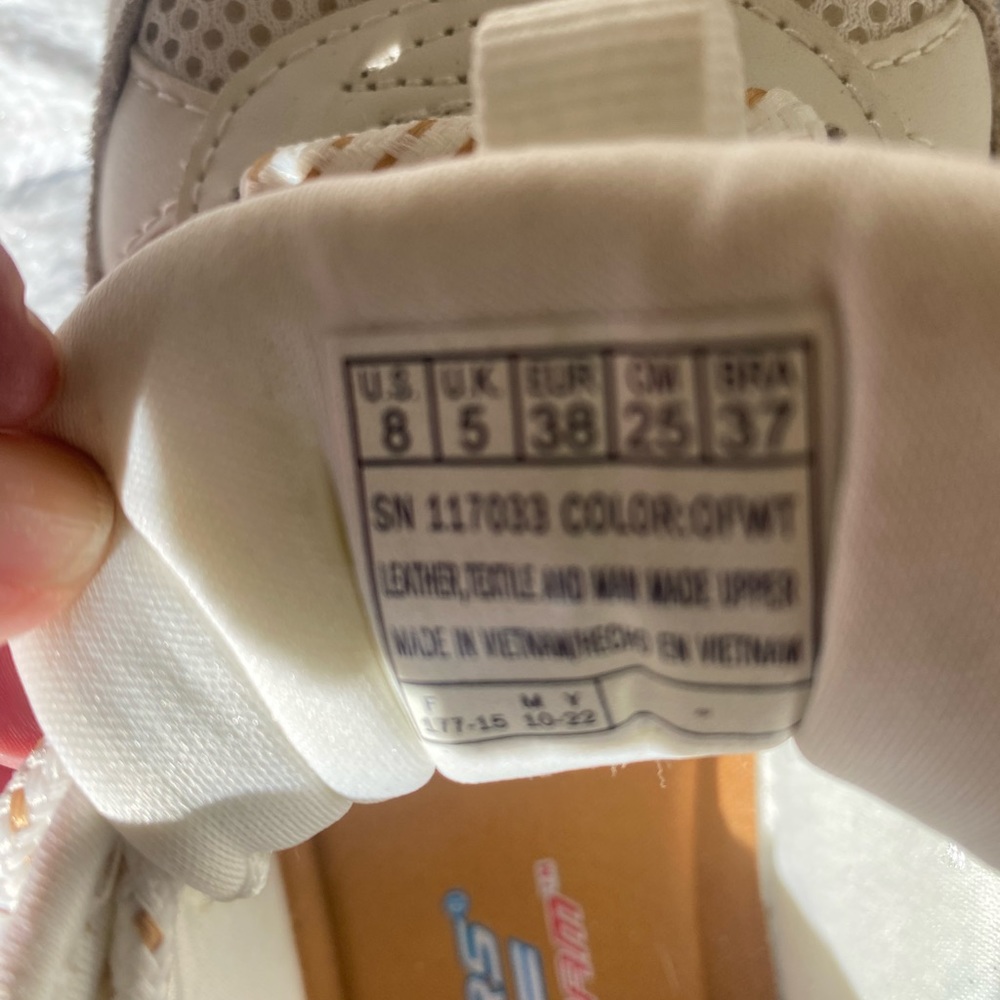 U.S. U.K. EUR CM BRA
8 5 38 25 37
SN 117033 COLOR:OFWT
LEATHER,TEXTILE AND MAN MADE UPPER
MADE IN VIETNAM/HECHO EN VIETNAM
F M Y
177-15 10-22
RS®